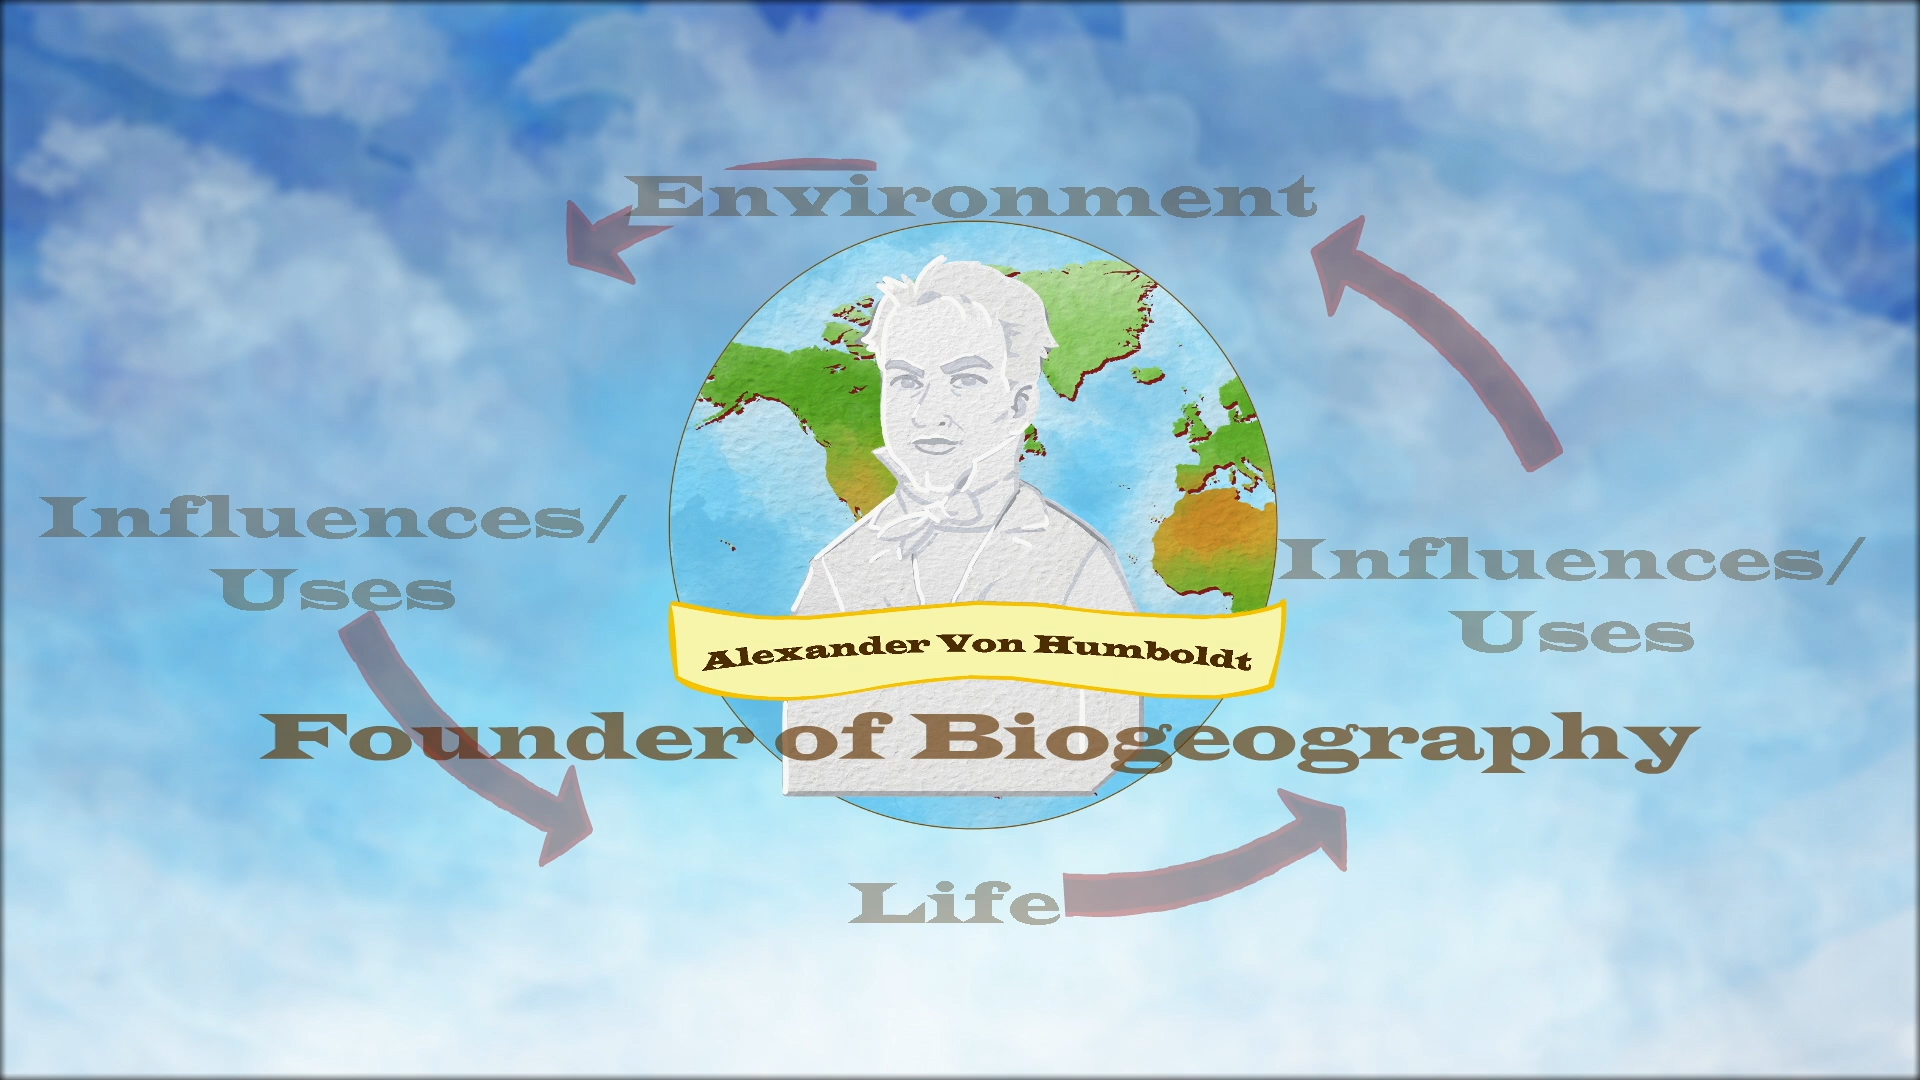 Environment
Influences/
Uses
Influences/
Uses
Alexander Von Humboldt
Founder of Biogeography
Life